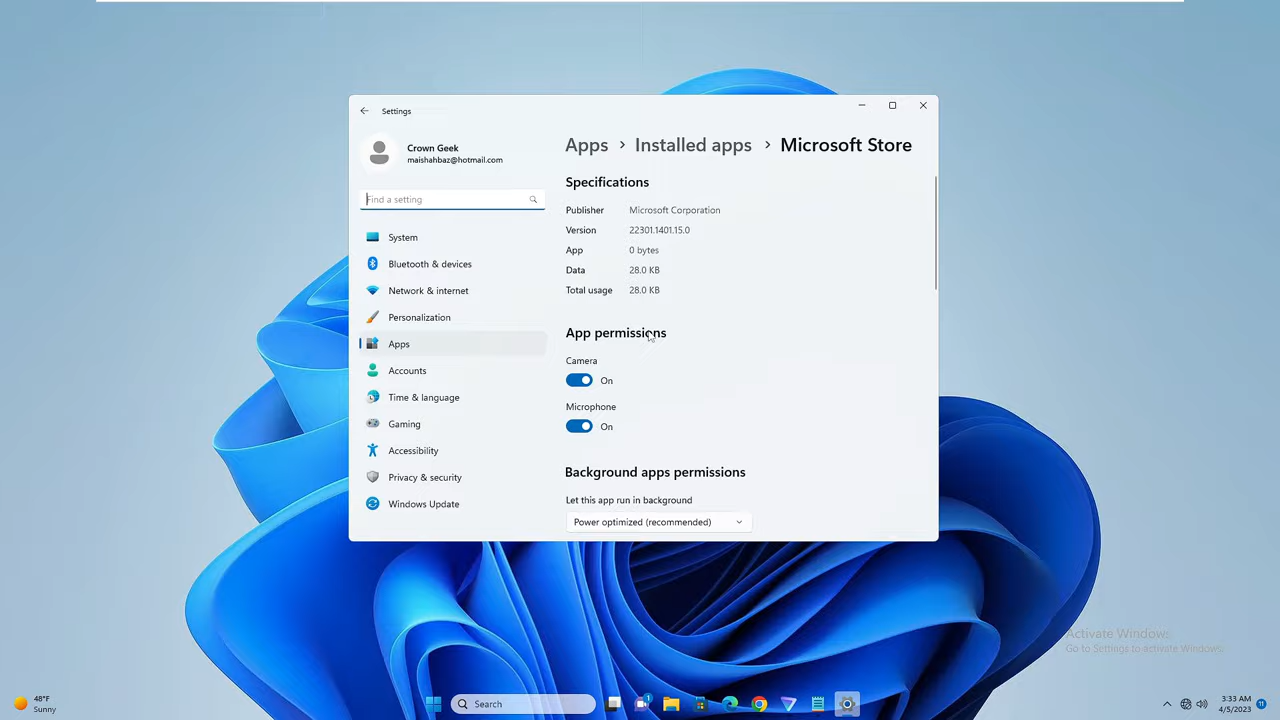 Settings
Crown Geek
maishahbaz@hotmail.com
Find a setting
System
Bluetooth & devices
Network & internet
Personalization
Apps
Accounts
Time & language
Gaming
Accessibility
Privacy & security
Windows Update
Apps > Installed apps > Microsoft Store
Specifications
Publisher Microsoft Corporation
Version 22301.1401.15.0
App 0 bytes
Data 28.0 KB
Total usage 28.0 KB
App permissions
Camera
On
Microphone
On
Background apps permissions
Let this app run in background
Power optimized (recommended)
Activate Windows
Go to Settings to activate Windows.
48°F
Sunny
Search
1
3:33 AM
4/5/2023
11